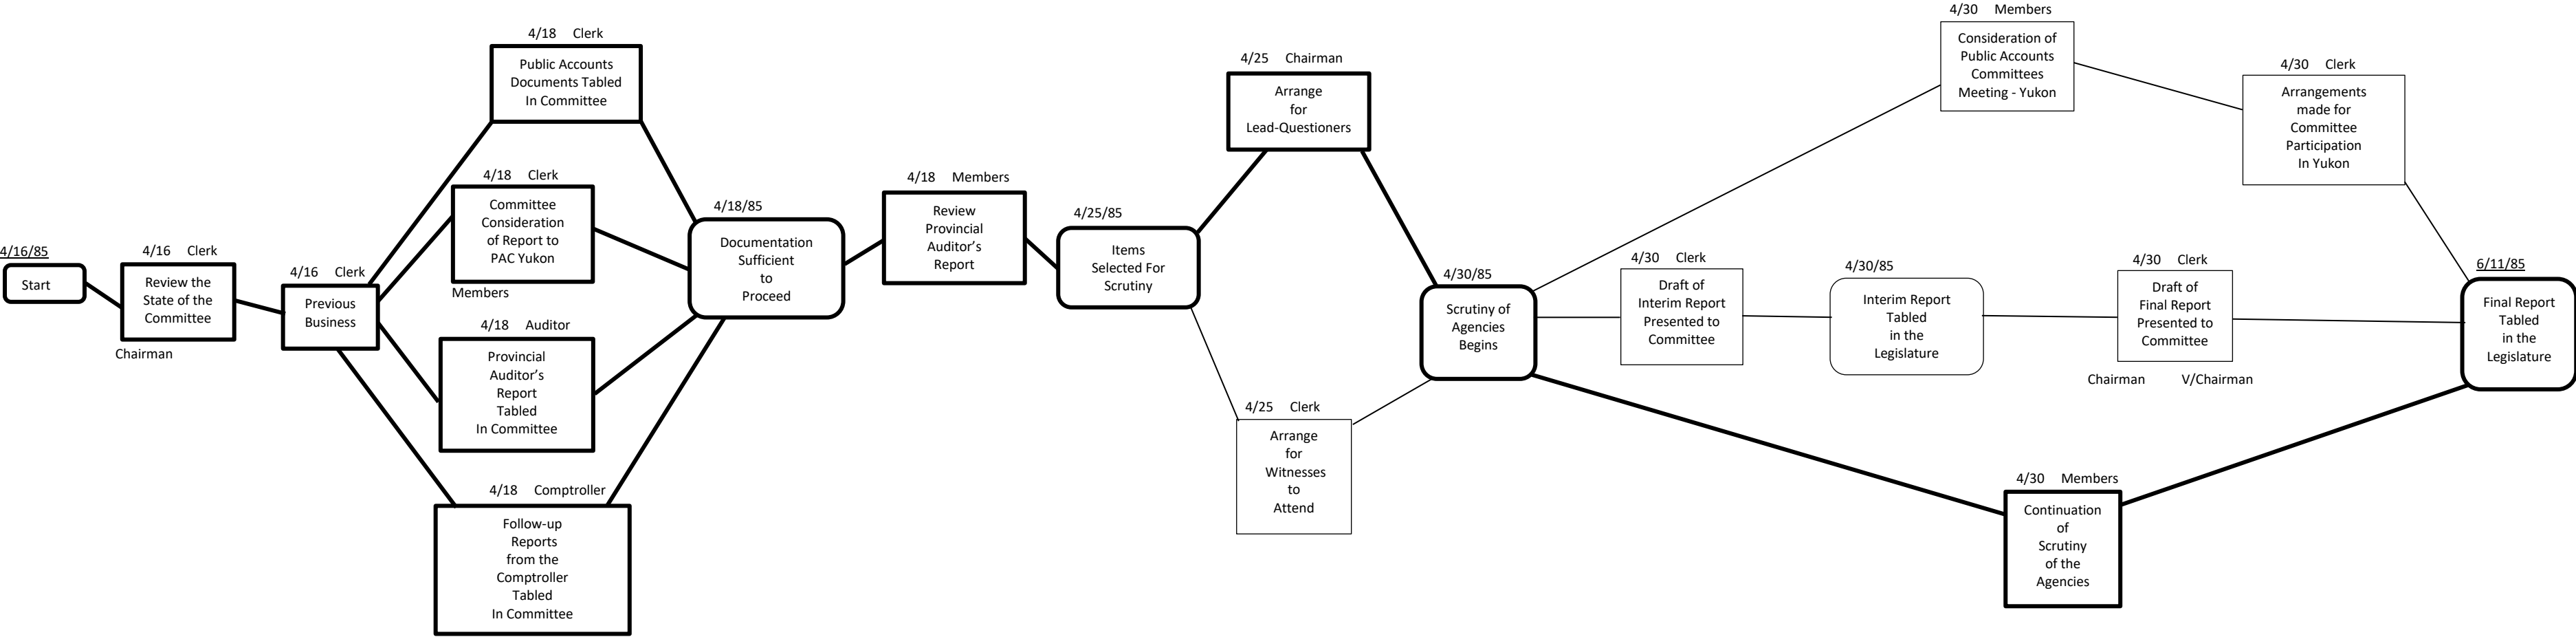 4/16/85
Start
4/16 Clerk
Review the
State of the
Committee
Chairman
4/16 Clerk
Previous
Business
4/18 Clerk
Public Accounts
Documents Tabled
In Committee
4/18 Clerk
Committee
Consideration
of Report to
PAC Yukon
Members
4/18 Auditor
Provincial
Auditor’s
Report
Tabled
In Committee
4/18 Comptroller
Follow-up
Reports
from the
Comptroller
Tabled
In Committee
4/18/85
Documentation
Sufficient
to
Proceed
4/18 Members
Review
Provincial
Auditor’s
Report
4/25/85
Items
Selected For
Scrutiny
4/25 Chairman
Arrange
for
Lead-Questioners
4/25 Clerk
Arrange
for
Witnesses
to
Attend
4/30/85
Scrutiny of
Agencies
Begins
4/30 Members
Consideration of
Public Accounts
Committees
Meeting - Yukon
4/30 Clerk
Arrangements
made for
Committee
Participation
In Yukon
4/30 Clerk
Draft of
Interim Report
Presented to
Committee
4/30/85
Interim Report
Tabled
in the
Legislature
4/30 Clerk
Draft of
Final Report
Presented to
Committee
Chairman V/Chairman
4/30 Members
Continuation
of
Scrutiny
of the
Agencies
6/11/85
Final Report
Tabled
in the
Legislature